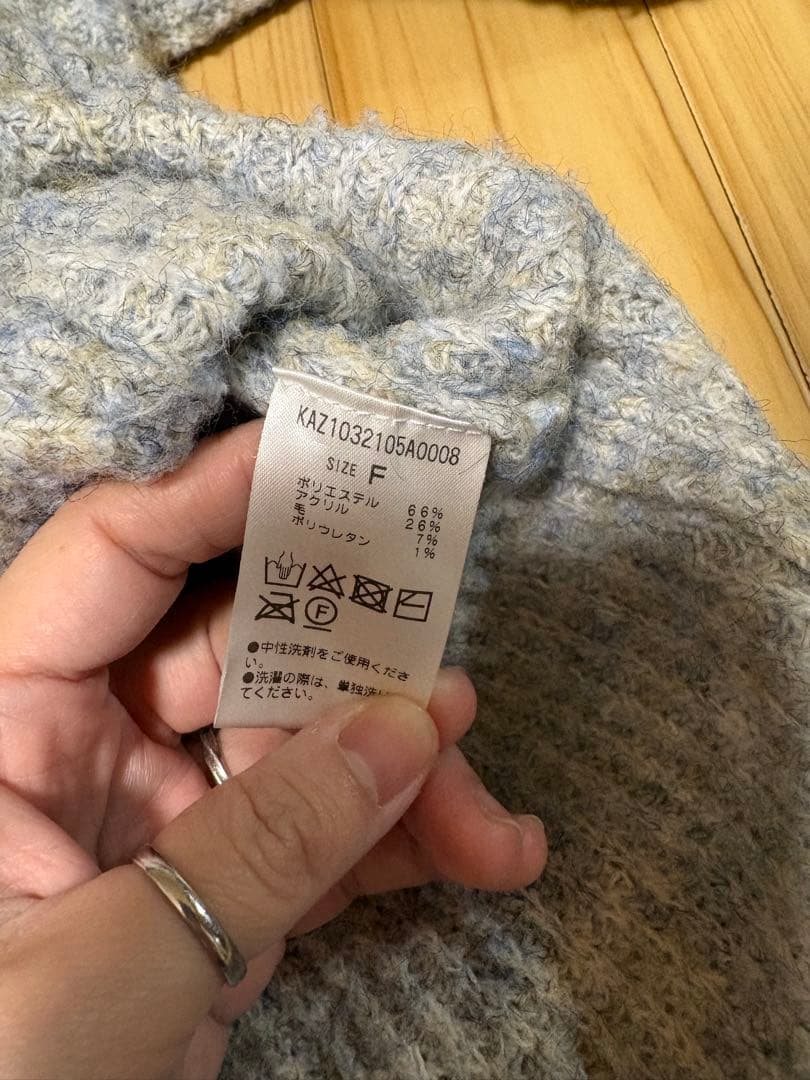 KAZ1032105A0008
SIZE F
ポリエステル 66%
アクリル 26%
毛 7%
ポリウレタン 1%
F
●中性洗剤をご使用くださ
い。
●洗濯の際は、単独洗い
てください。